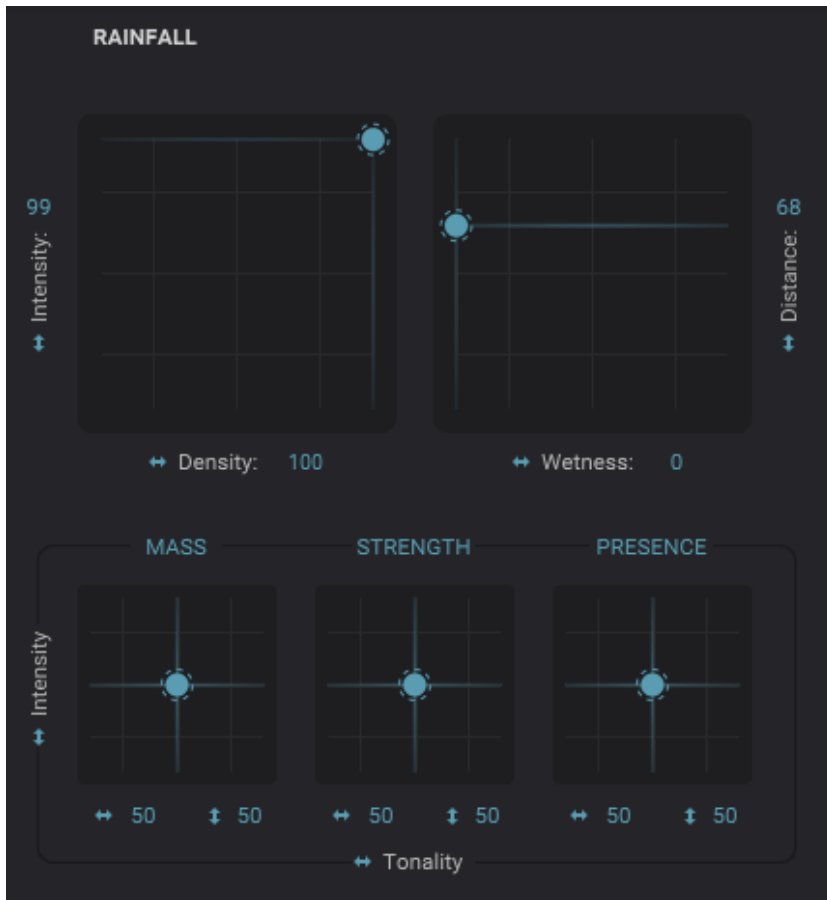 RAINFALL
Intensity: 99
Distance: 68
Density: 100
Wetness: 0
MASS STRENGTH PRESENCE
Intensity
50 50 50 50 50 50
Tonality